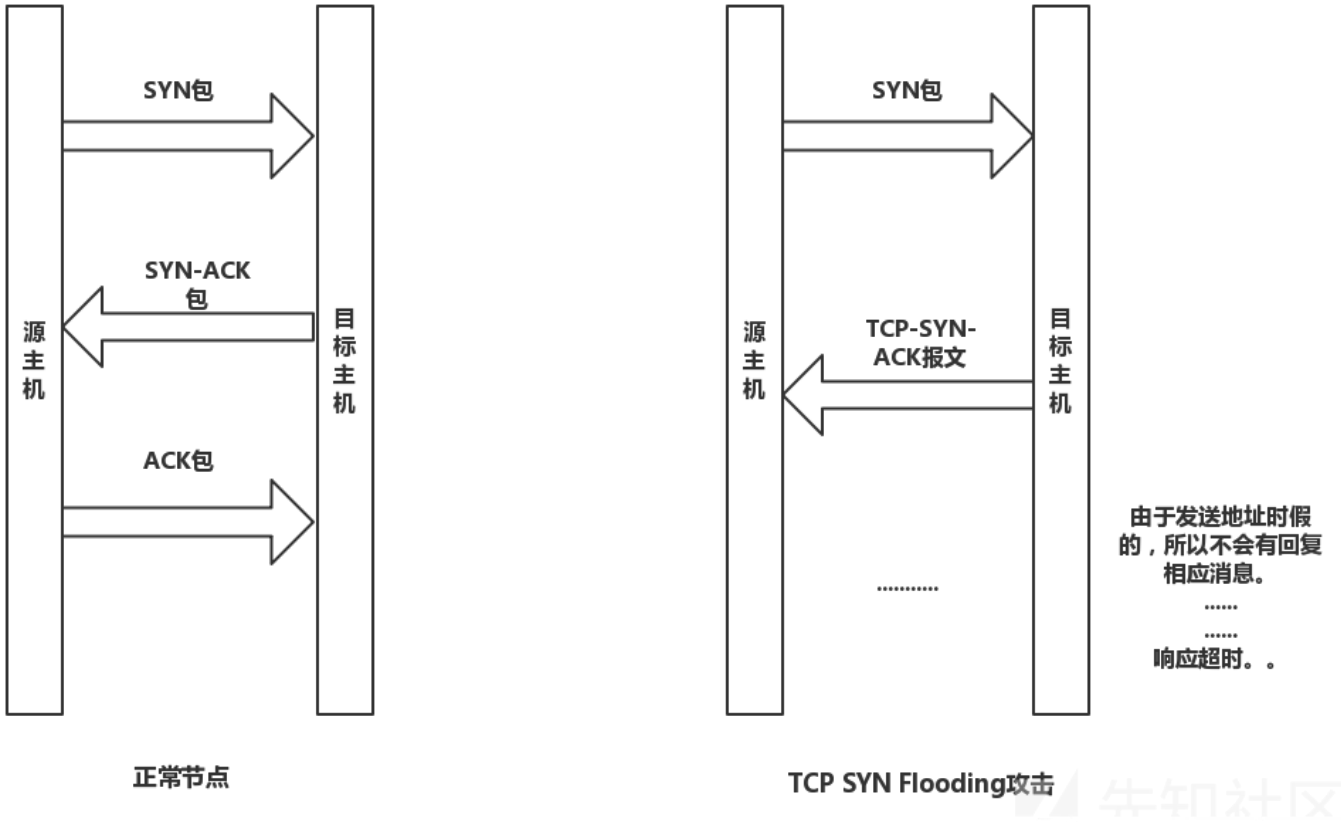 SYN包
SYN-ACK
包
源
主
机
目
标
主
机
ACK包
正常节点
SYN包
TCP-SYN-
ACK报文
源
主
机
目
标
主
机
...........
由于发送地址时假
的，所以不会有回复
相应消息。
......
......
响应超时。。
TCP SYN Flooding攻击
先知社区